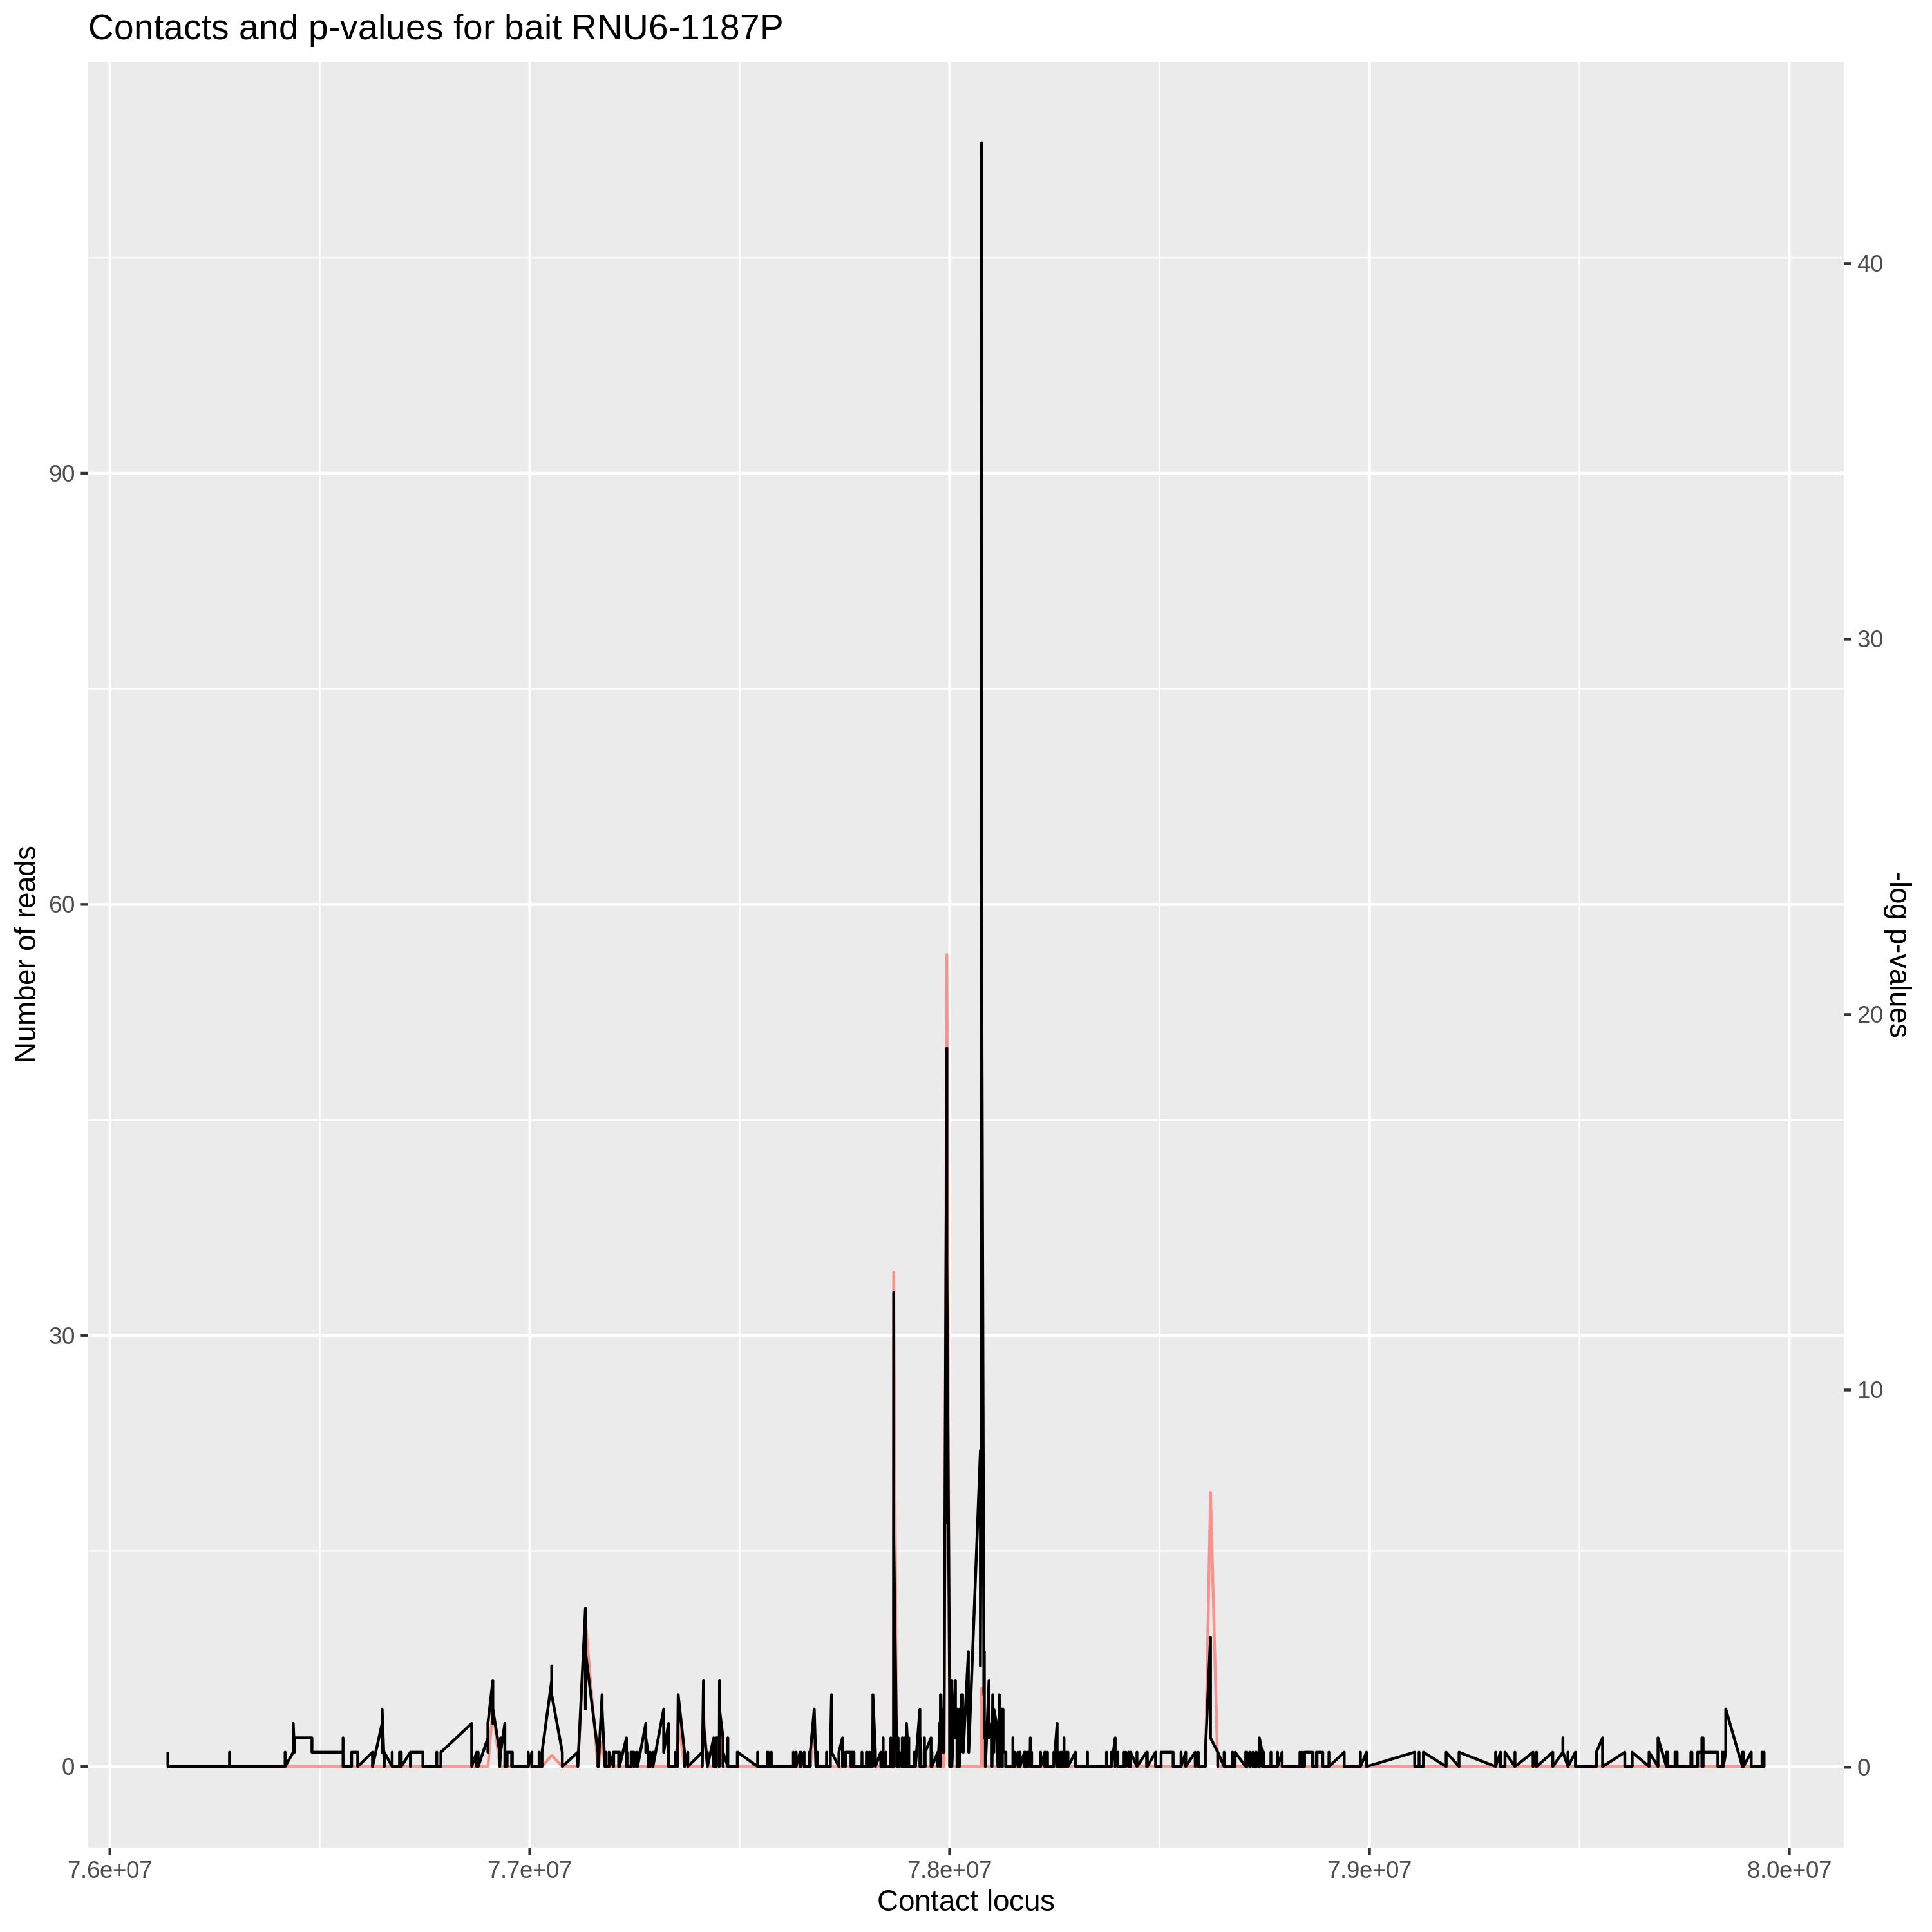 Contacts and p-values for bait RNU6-1187P
Number of reads
90
60
30
0
40
30
20
10
0
-log p-values
7.6e+07
7.7e+07
7.8e+07
7.9e+07
8.0e+07
Contact locus